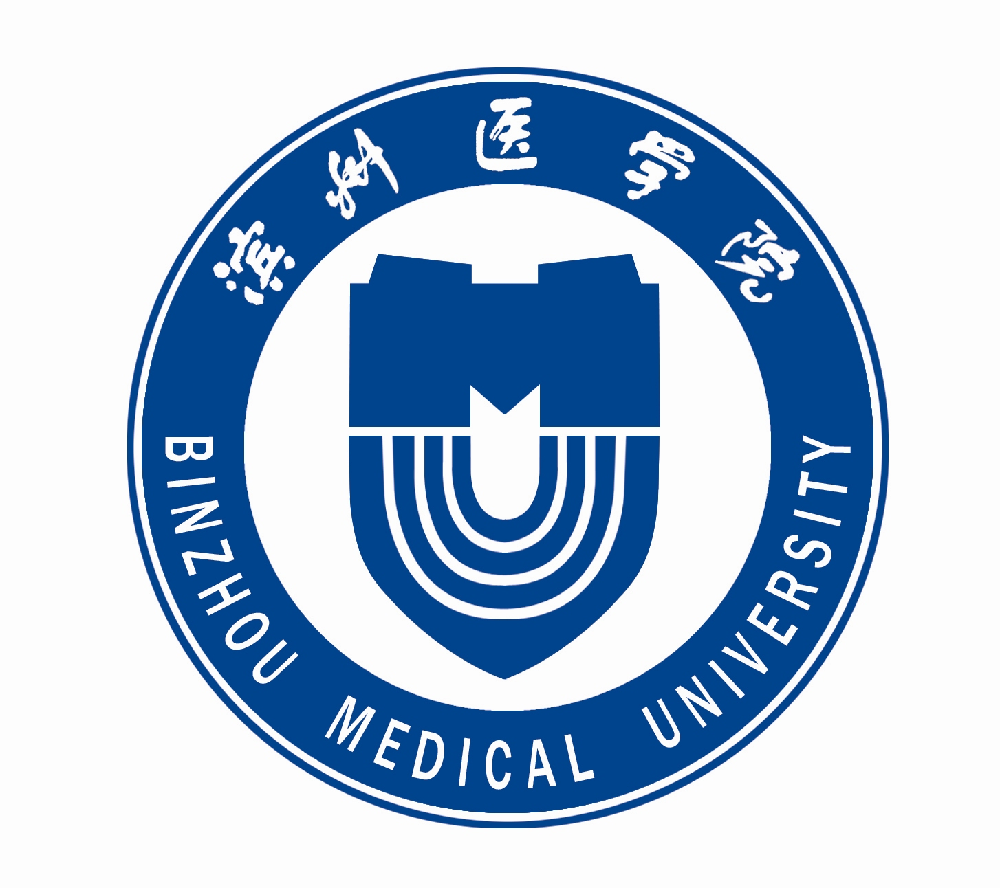 滨州医学院
BINZHOU MEDICAL UNIVERSITY